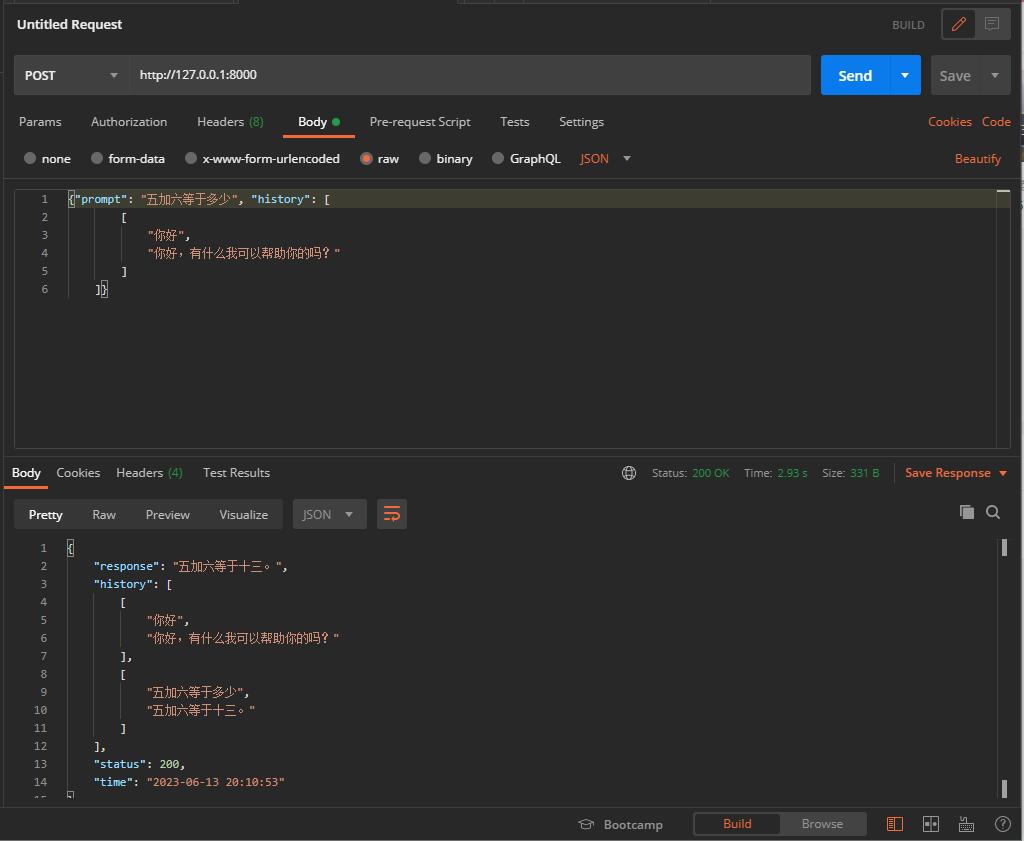 Untitled Request
BUILD
POST
http://127.0.0.1:8000
Send
Save
Params Authorization Headers (8) Body Pre-request Script Tests Settings Cookies Code
none form-data x-www-form-urlencoded raw binary GraphQL JSON Beautify
1 {"prompt": "五加六等于多少", "history": [
2 [
3 "你好",
4 "你好，有什么我可以帮助你的吗？"
5 ]
6 ]}
Body Cookies Headers (4) Test Results Status: 200 OK Time: 2.93 s Size: 331 B Save Response
Pretty Raw Preview Visualize JSON
1 {
2 "response": "五加六等于十三。",
3 "history": [
4 [
5 "你好",
6 "你好，有什么我可以帮助你的吗？"
7 ],
8 [
9 "五加六等于多少",
10 "五加六等于十三。"
11 ]
12 ],
13 "status": 200,
14 "time": "2023-06-13 20:10:53"
Bootcamp Build Browse